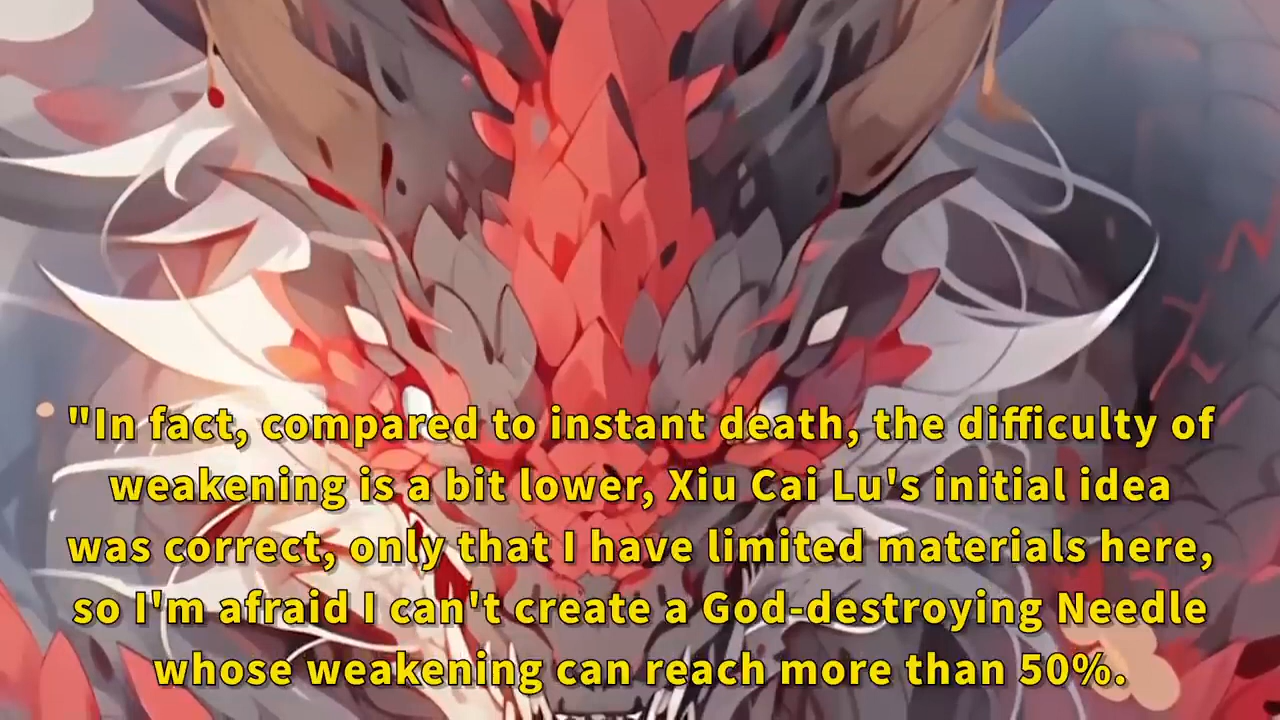 "In fact, compared to instant death, the difficulty of
weakening is a bit lower, Xiu Cai Lu's initial idea
was correct, only that I have limited materials here,
so I'm afraid I can't create a God-destroying Needle
whose weakening can reach more than 50%.